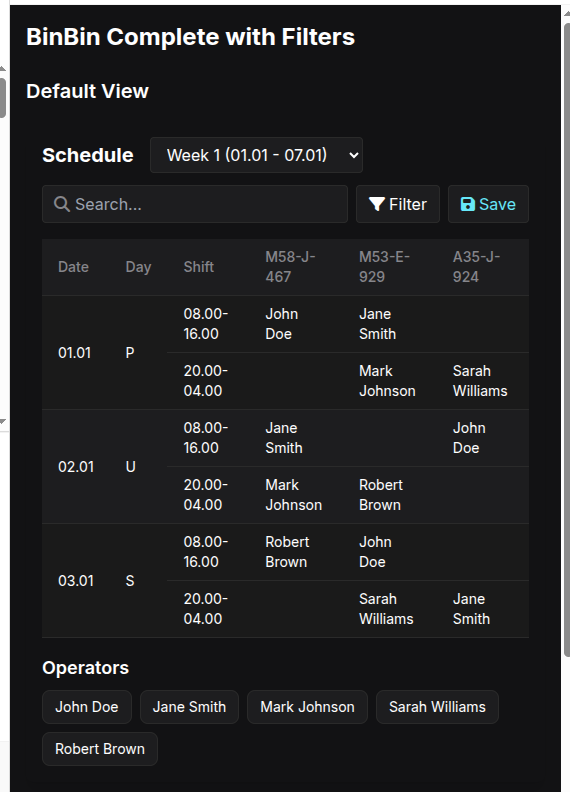 BinBin Complete with Filters
Default View
Schedule Week 1 (01.01 - 07.01)
Search... Filter Save
Date Day Shift M58-J-467 M53-E-929 A35-J-924
01.01 P 08.00-16.00 John Doe Jane Smith
20.00-04.00 Mark Johnson Sarah Williams
02.01 U 08.00-16.00 Jane Smith John Doe
20.00-04.00 Mark Johnson Robert Brown
03.01 S 08.00-16.00 Robert Brown John Doe
20.00-04.00 Sarah Williams Jane Smith
Operators
John Doe Jane Smith Mark Johnson Sarah Williams
Robert Brown